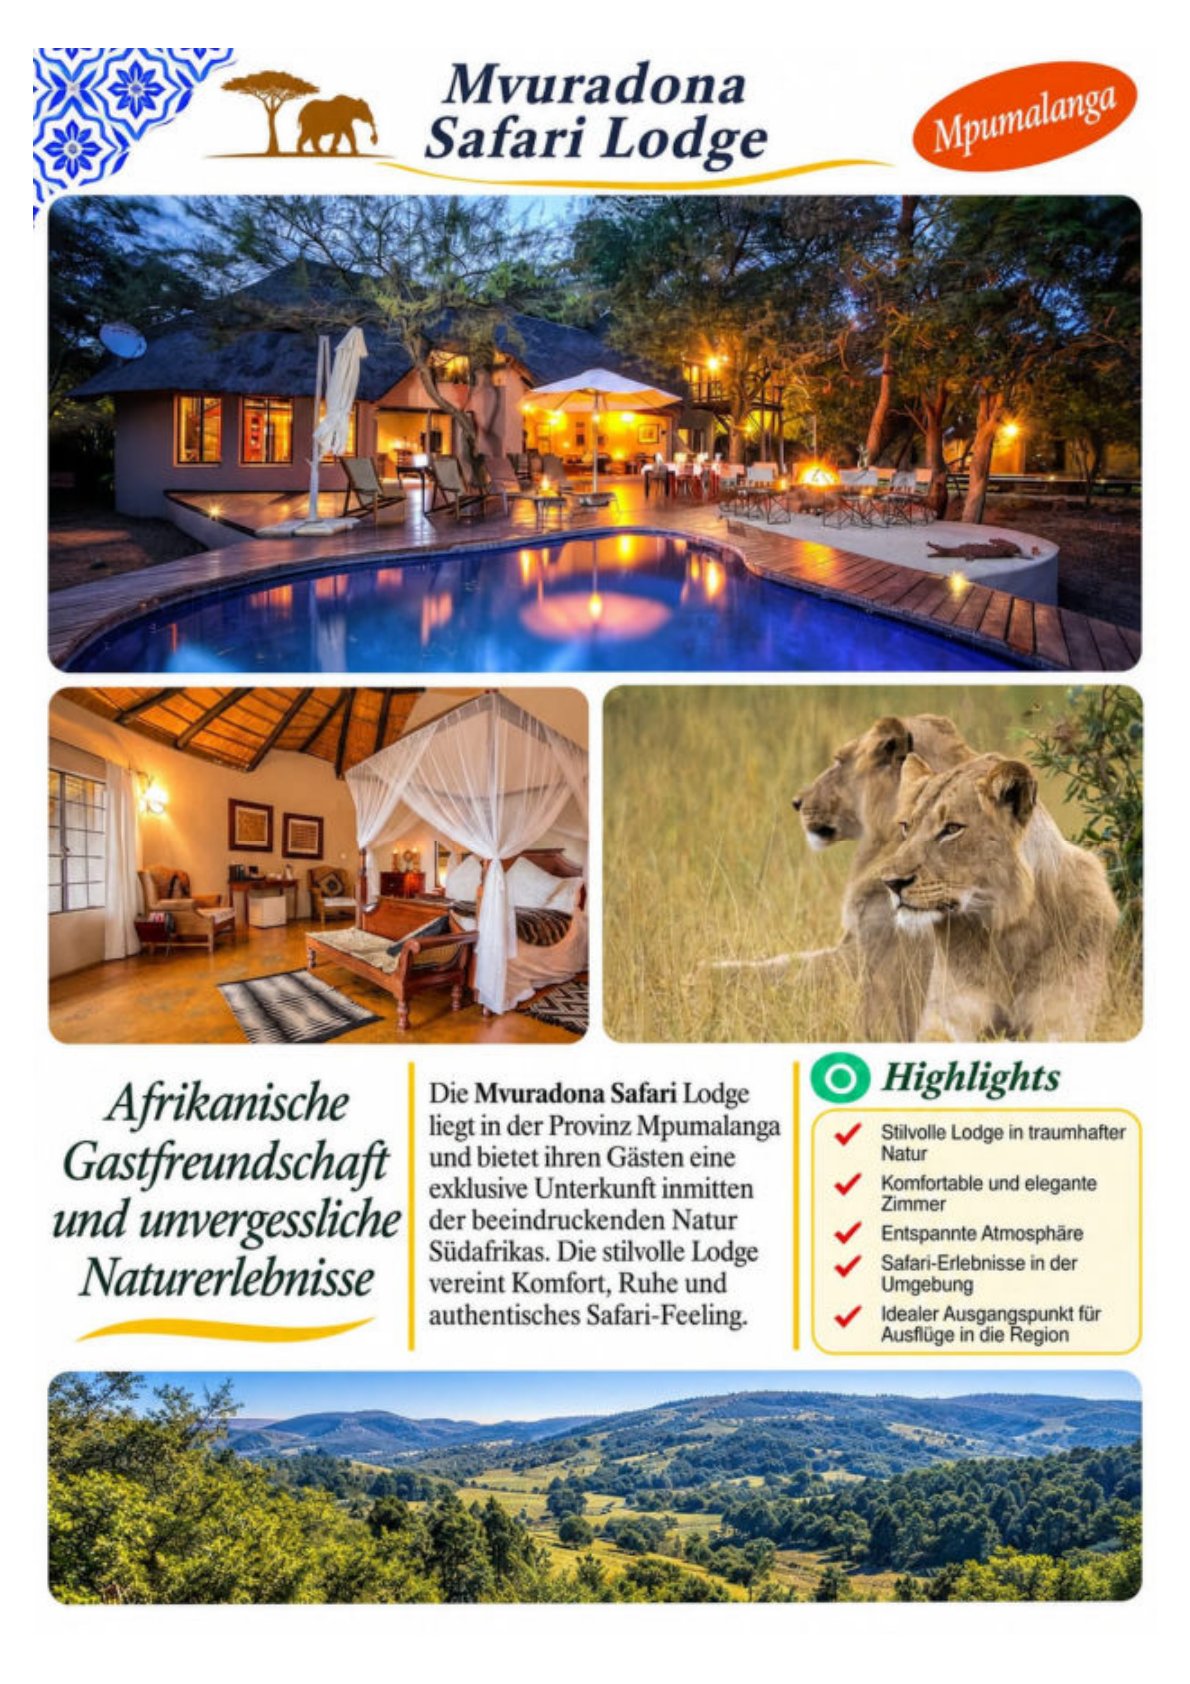 Mvuradona
Safari Lodge
Mpumalanga
Afrikanische
Gastfreundschaft
und unvergessliche
Naturerlebnisse
Die Mvuradona Safari Lodge
liegt in der Provinz Mpumalanga
und bietet ihren Gästen eine
exklusive Unterkunft inmitten
der beeindruckenden Natur
Südafrikas. Die stilvolle Lodge
vereint Komfort, Ruhe und
authentisches Safari-Feeling.
Highlights
Stilvolle Lodge in traumhafter
Natur
Komfortable und elegante
Zimmer
Entspannte Atmosphäre
Safari-Erlebnisse in der
Umgebung
Idealer Ausgangspunkt für
Ausflüge in die Region